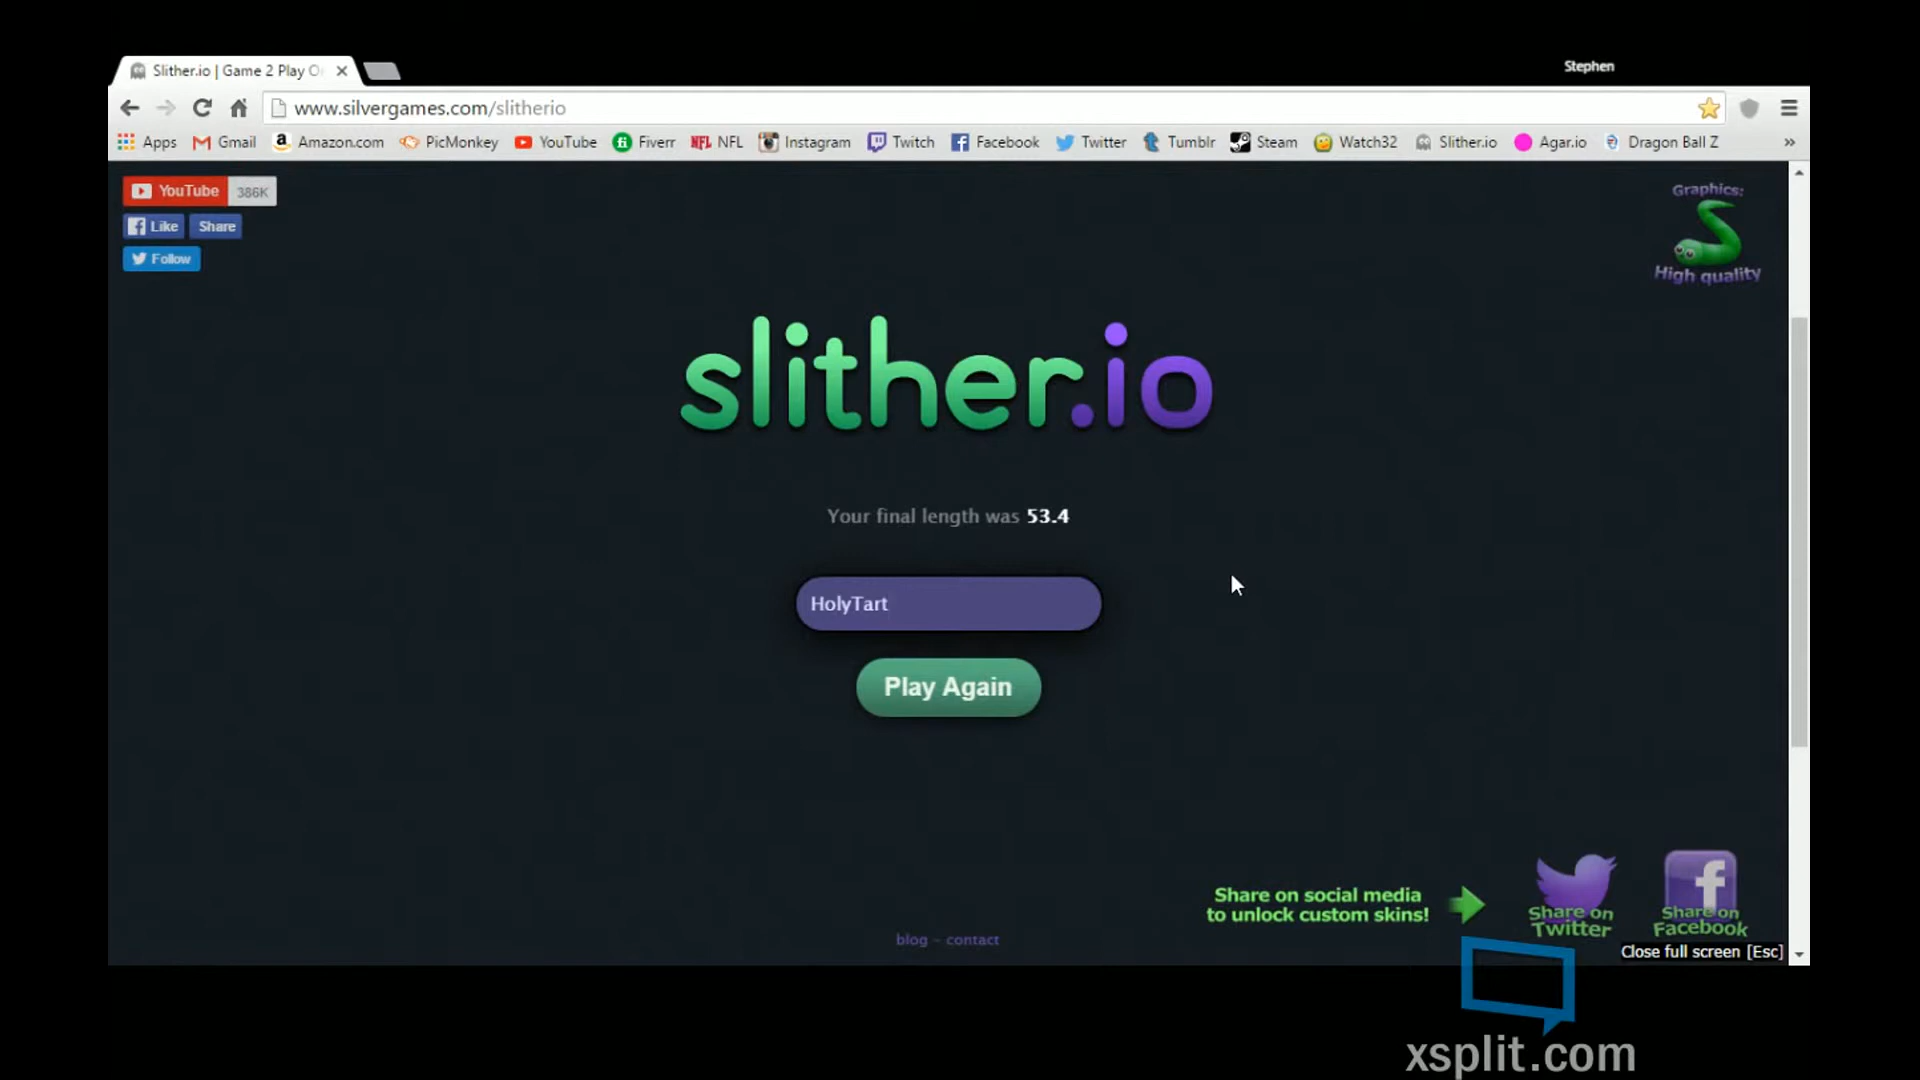 Slither.io | Game 2 Play O
Stephen
www.silvergames.com/slitherio
Apps Gmail Amazon.com PicMonkey YouTube Fiverr NFL NFL Instagram Twitch Facebook Twitter Tumblr Steam Watch32 Slither.io Agar.io Dragon Ball Z »
YouTube 386K
Like Share
Follow
Graphics:
High quality
slither.io
Your final length was 53.4
HolyTart
Play Again
Share on social media
to unlock custom skins!
Share on
Twitter
Share on
Facebook
blog - contact
Close full screen [Esc]
xsplit.com